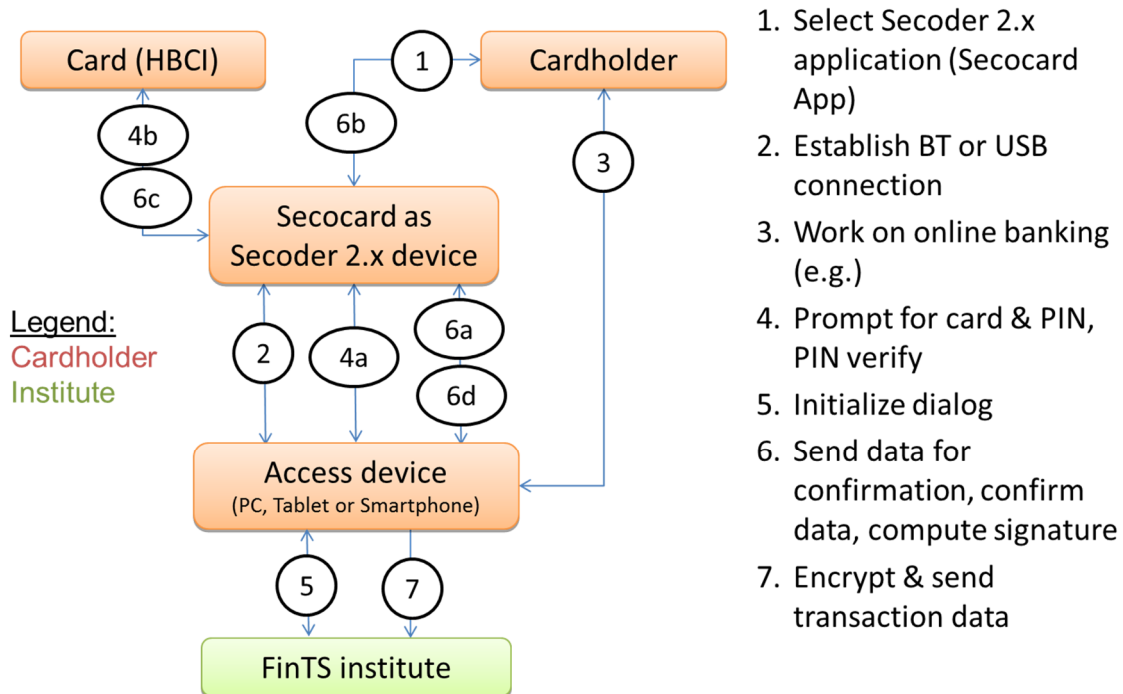 Card (HBCI)
1
Cardholder
4b
6b
6c
3
Secocard as
Secoder 2.x device
Legend:
Cardholder
Institute
2
4a
6a
6d
Access device
(PC, Tablet or Smartphone)
5
7
FinTS institute
1. Select Secoder 2.x
application (Secocard
App)
2. Establish BT or USB
connection
3. Work on online banking
(e.g.)
4. Prompt for card & PIN,
PIN verify
5. Initialize dialog
6. Send data for
confirmation, confirm
data, compute signature
7. Encrypt & send
transaction data